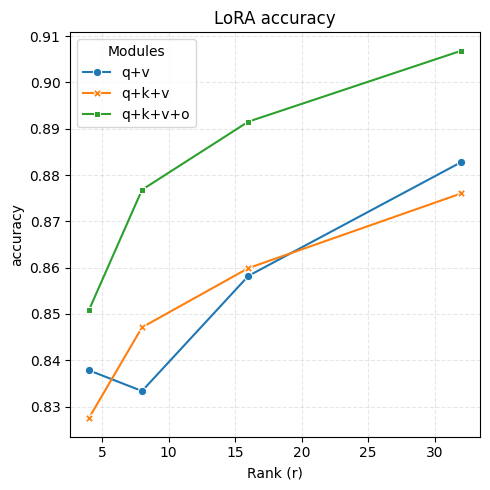 LoRA accuracy
Modules
q+v
q+k+v
q+k+v+o
0.91
0.90
0.89
0.88
0.87
0.86
0.85
0.84
0.83
accuracy
5
10
15
20
25
30
Rank (r)